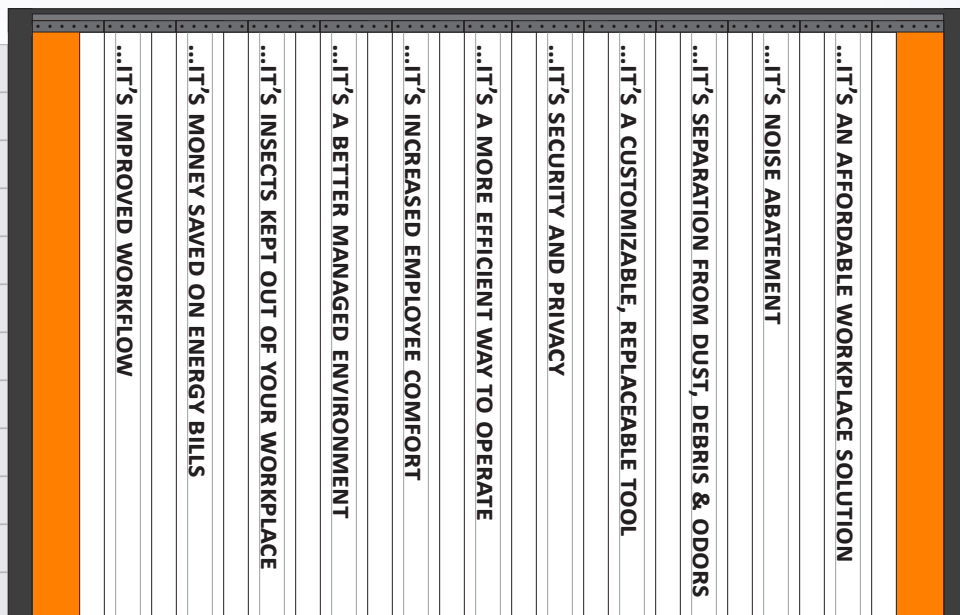 ...IT’S AN AFFORDABLE WORKPLACE SOLUTION
...IT’S NOISE ABATEMENT
...IT’S SEPARATION FROM DUST, DEBRIS & ODORS
...IT’S A CUSTOMIZABLE, REPLACEABLE TOOL
...IT’S SECURITY AND PRIVACY
...IT’S A MORE EFFICIENT WAY TO OPERATE
...IT’S INCREASED EMPLOYEE COMFORT
...IT’S A BETTER MANAGED ENVIRONMENT
...IT’S INSECTS KEPT OUT OF YOUR WORKPLACE
...IT’S MONEY SAVED ON ENERGY BILLS
...IT’S IMPROVED WORKFLOW